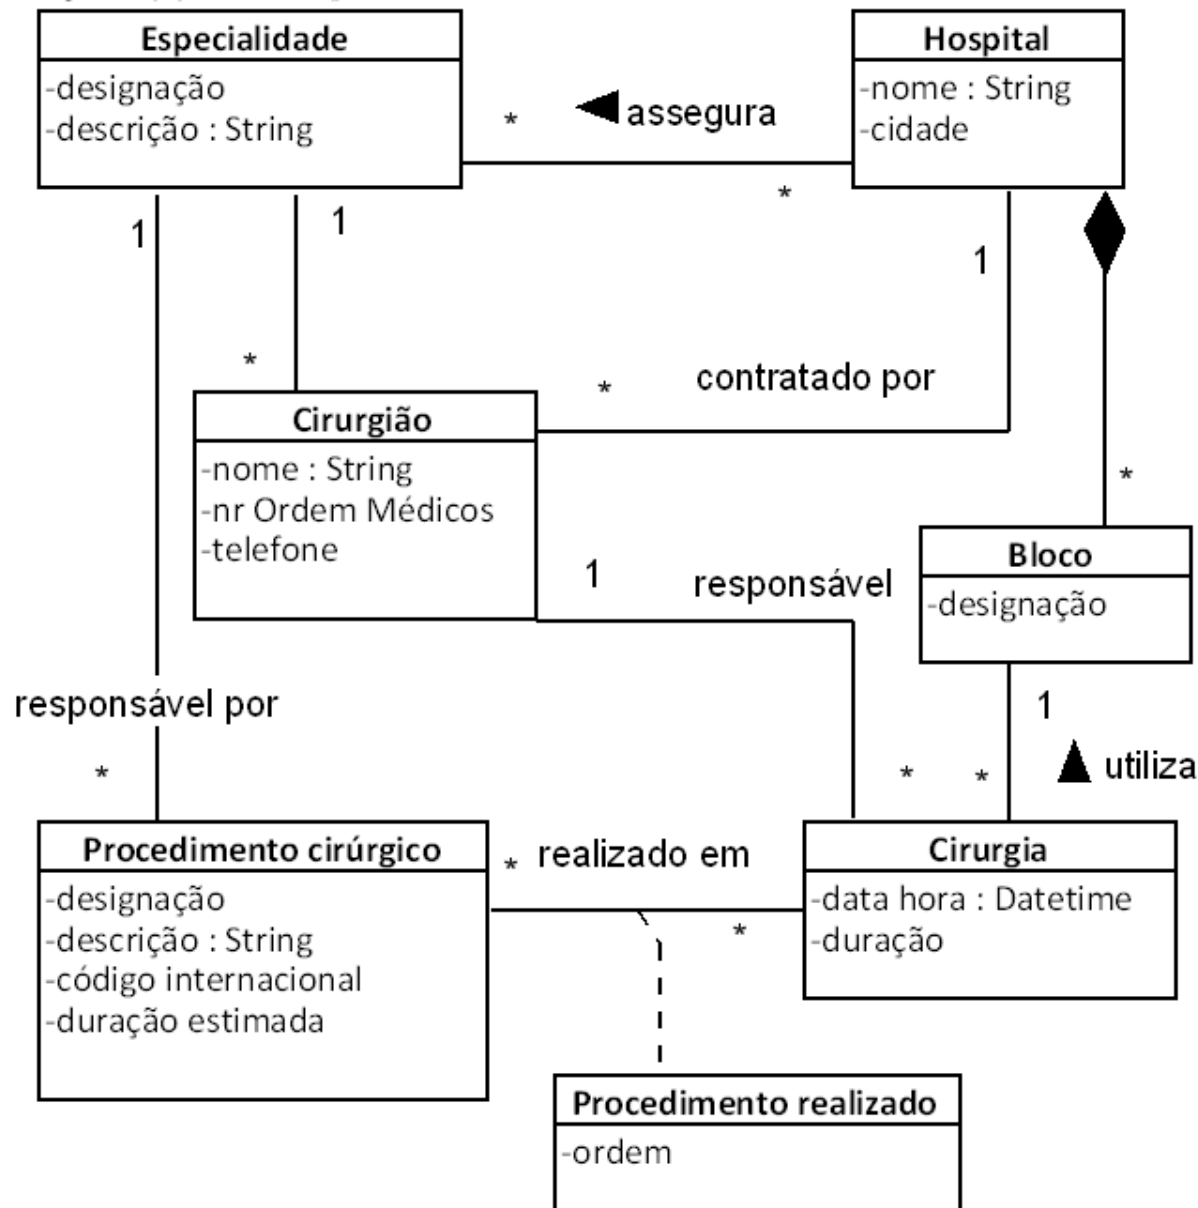 Especialidade
-designação
-descrição : String
Hospital
-nome : String
-cidade
* assegura
*
1
1
1
*
* contratado por
Cirurgião
-nome : String
-nr Ordem Médicos
-telefone
*
Bloco
-designação
1 responsável
responsável por
1
*
* *
utiliza
Procedimento cirúrgico
-designação
-descrição : String
-código internacional
-duração estimada
* realizado em
*
Cirurgia
-data hora : Datetime
-duração
Procedimento realizado
-ordem